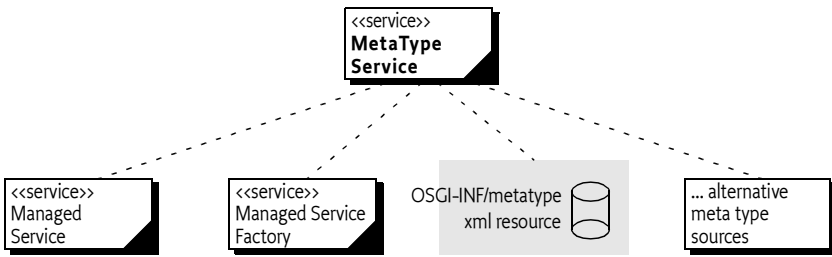 <<service>>
MetaType
Service
<<service>>
Managed
Service
<<service>>
Managed Service
Factory
OSGI-INF/metatype
xml resource
... alternative
meta type
sources